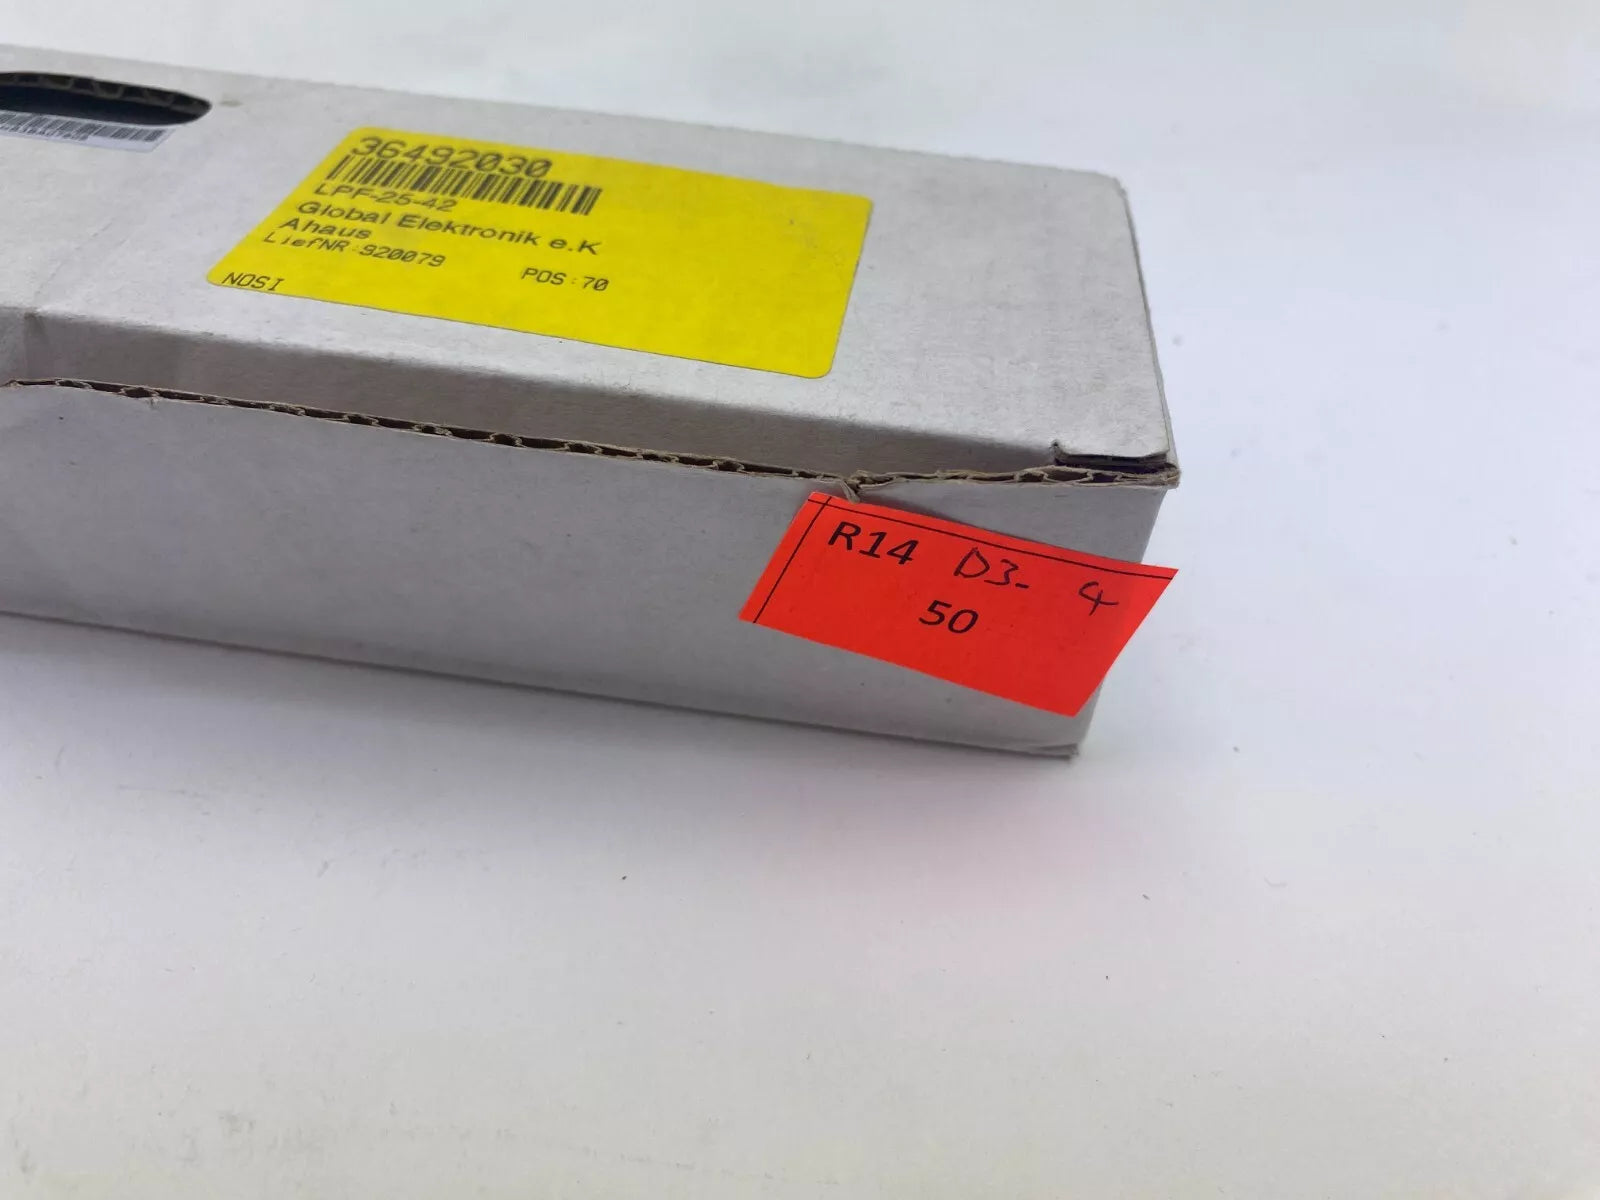 36492030
LPF-25-42
Global Elektronik e.K
Ahaus
LiefNR:920079 POS:70
NOSI
R14 D3- 4
50